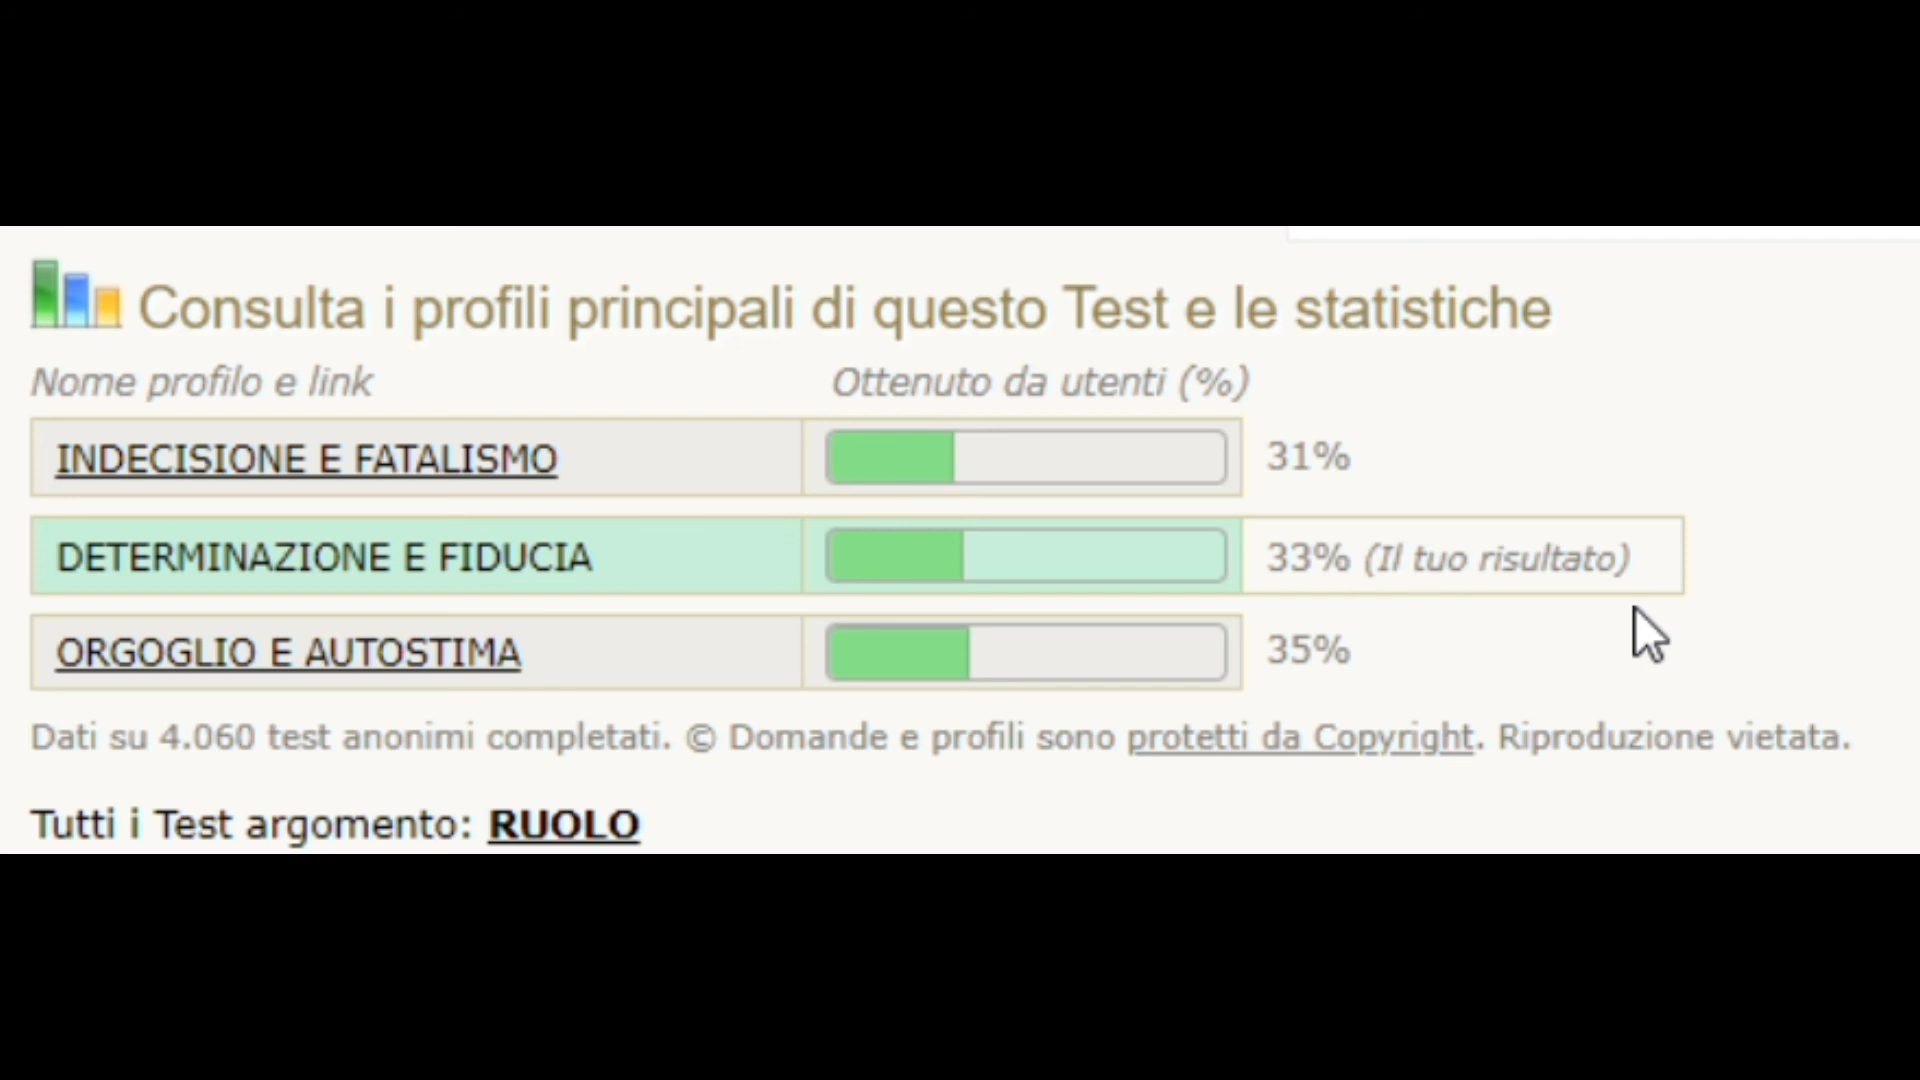 Consulta i profili principali di questo Test e le statistiche
Nome profilo e link Ottenuto da utenti (%)
INDECISIONE E FATALISMO 31%
DETERMINAZIONE E FIDUCIA 33% (Il tuo risultato)
ORGOGLIO E AUTOSTIMA 35%
Dati su 4.060 test anonimi completati. © Domande e profili sono protetti da Copyright. Riproduzione vietata.
Tutti i Test argomento: RUOLO